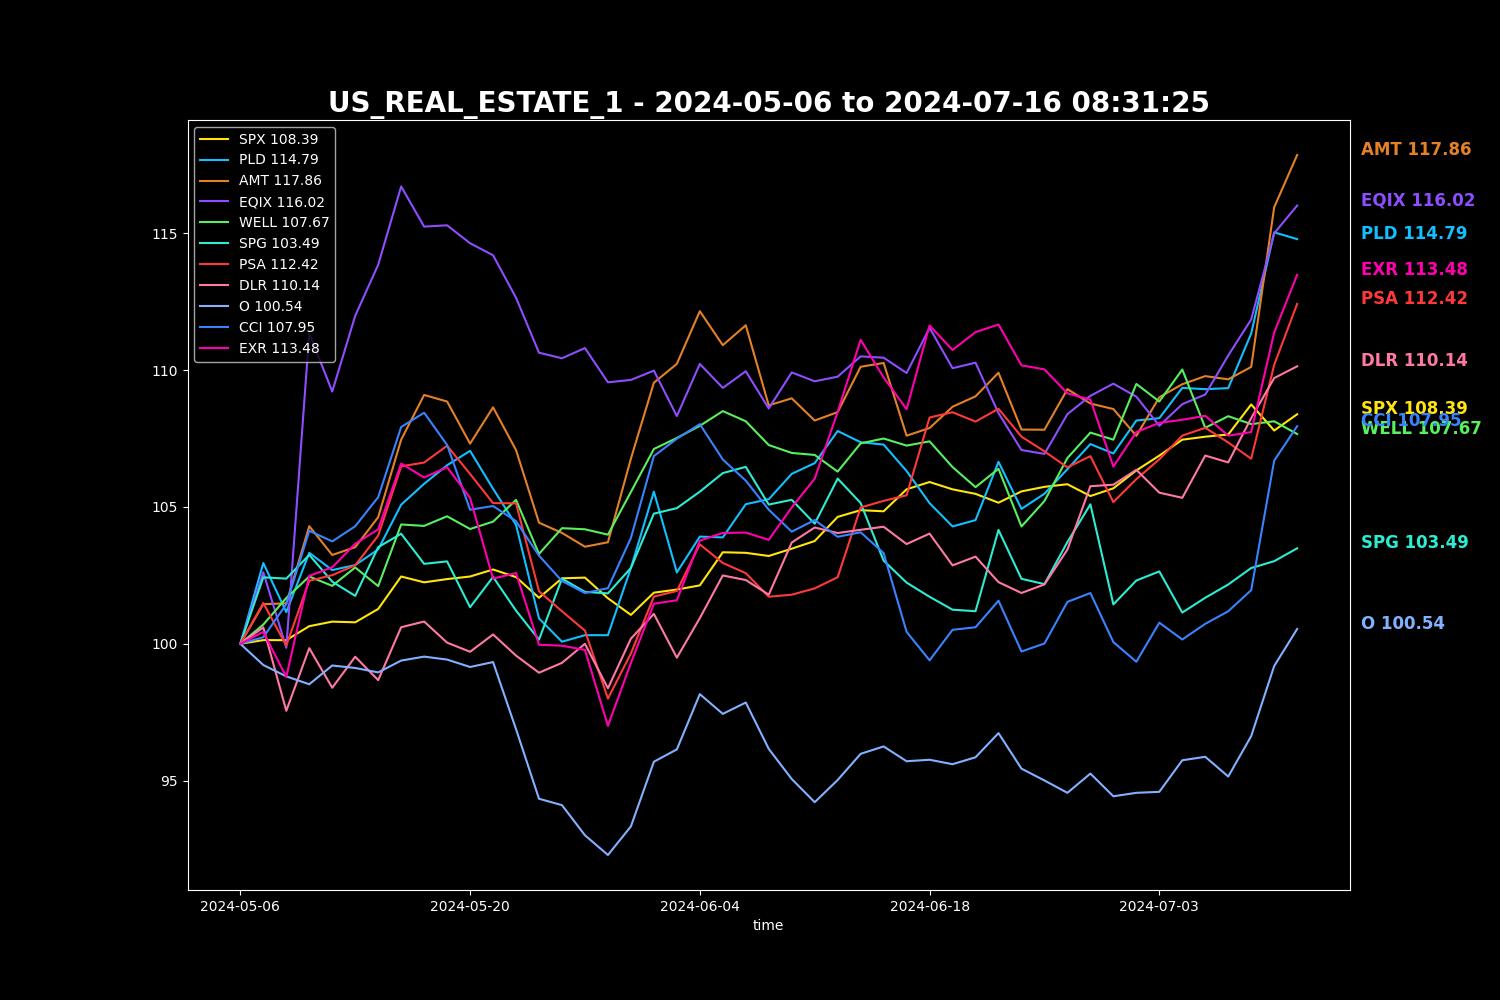 US_REAL_ESTATE_1 - 2024-05-06 to 2024-07-16 08:31:25
SPX 108.39
PLD 114.79
AMT 117.86
EQIX 116.02
WELL 107.67
SPG 103.49
PSA 112.42
DLR 110.14
O 100.54
CCI 107.95
EXR 113.48
115
110
105
100
95
AMT 117.86
EQIX 116.02
PLD 114.79
EXR 113.48
PSA 112.42
DLR 110.14
SPX 108.39
CCI 107.95
WELL 107.67
SPG 103.49
O 100.54
2024-05-06
2024-05-20
2024-06-04
2024-06-18
2024-07-03
time